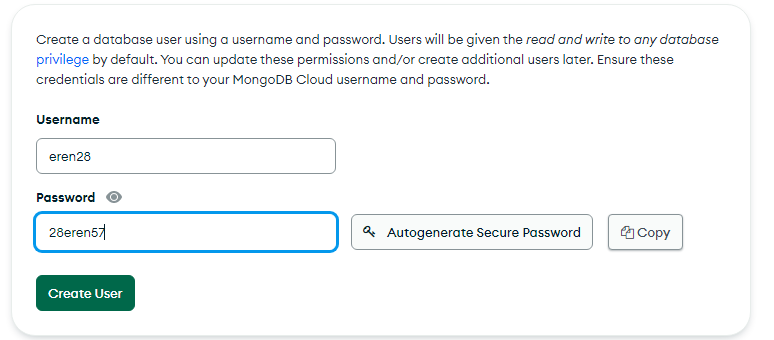 Create a database user using a username and password. Users will be given the read and write to any database
privilege by default. You can update these permissions and/or create additional users later. Ensure these
credentials are different to your MongoDB Cloud username and password.
Username
eren28
Password
28eren57
Autogenerate Secure Password
Copy
Create User